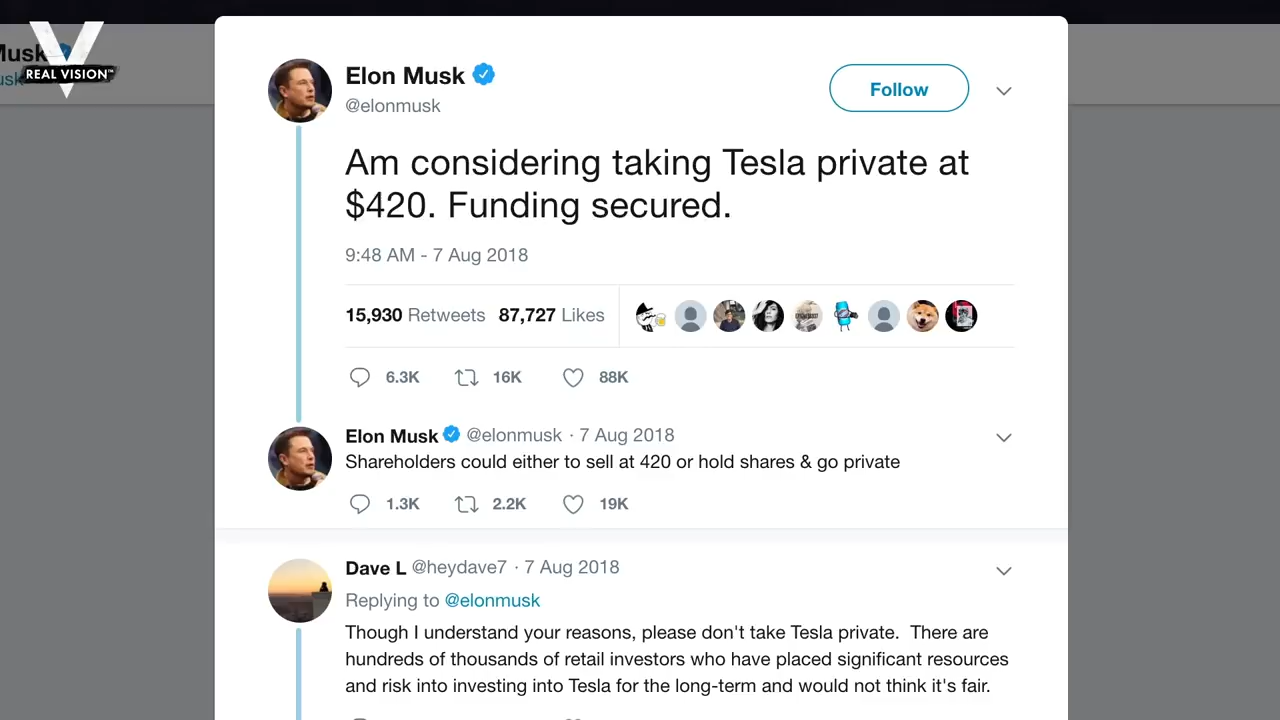 Musk
usk
REAL VISION™
Elon Musk
@elonmusk
Follow
Am considering taking Tesla private at
$420. Funding secured.
9:48 AM - 7 Aug 2018
15,930 Retweets 87,727 Likes
6.3K 16K 88K
Elon Musk @elonmusk · 7 Aug 2018
Shareholders could either to sell at 420 or hold shares & go private
1.3K 2.2K 19K
Dave L @heydave7 · 7 Aug 2018
Replying to @elonmusk
Though I understand your reasons, please don't take Tesla private. There are
hundreds of thousands of retail investors who have placed significant resources
and risk into investing into Tesla for the long-term and would not think it's fair.